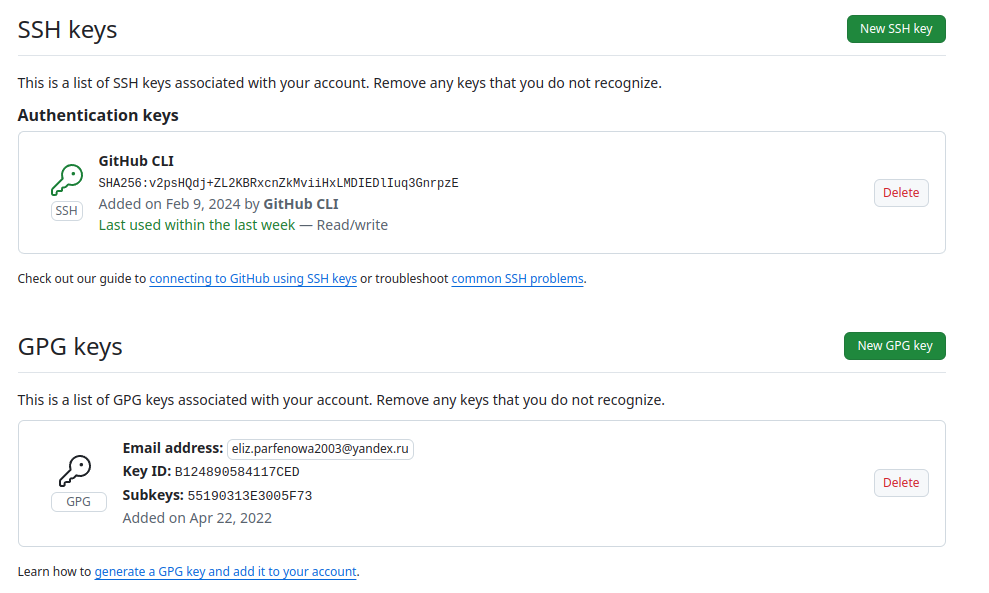 SSH keys
New SSH key
This is a list of SSH keys associated with your account. Remove any keys that you do not recognize.
Authentication keys
GitHub CLI
SHA256:v2psHQdj+ZL2KBRxcnZkMviiHxLMDIEDlIuq3GnrpzE
Added on Feb 9, 2024 by GitHub CLI
Last used within the last week — Read/write
SSH
Delete
Check out our guide to connecting to GitHub using SSH keys or troubleshoot common SSH problems.
GPG keys
New GPG key
This is a list of GPG keys associated with your account. Remove any keys that you do not recognize.
Email address: eliz.parfenowa2003@yandex.ru
Key ID: B124890584117CED
Subkeys: 55190313E3005F73
Added on Apr 22, 2022
GPG
Delete
Learn how to generate a GPG key and add it to your account.